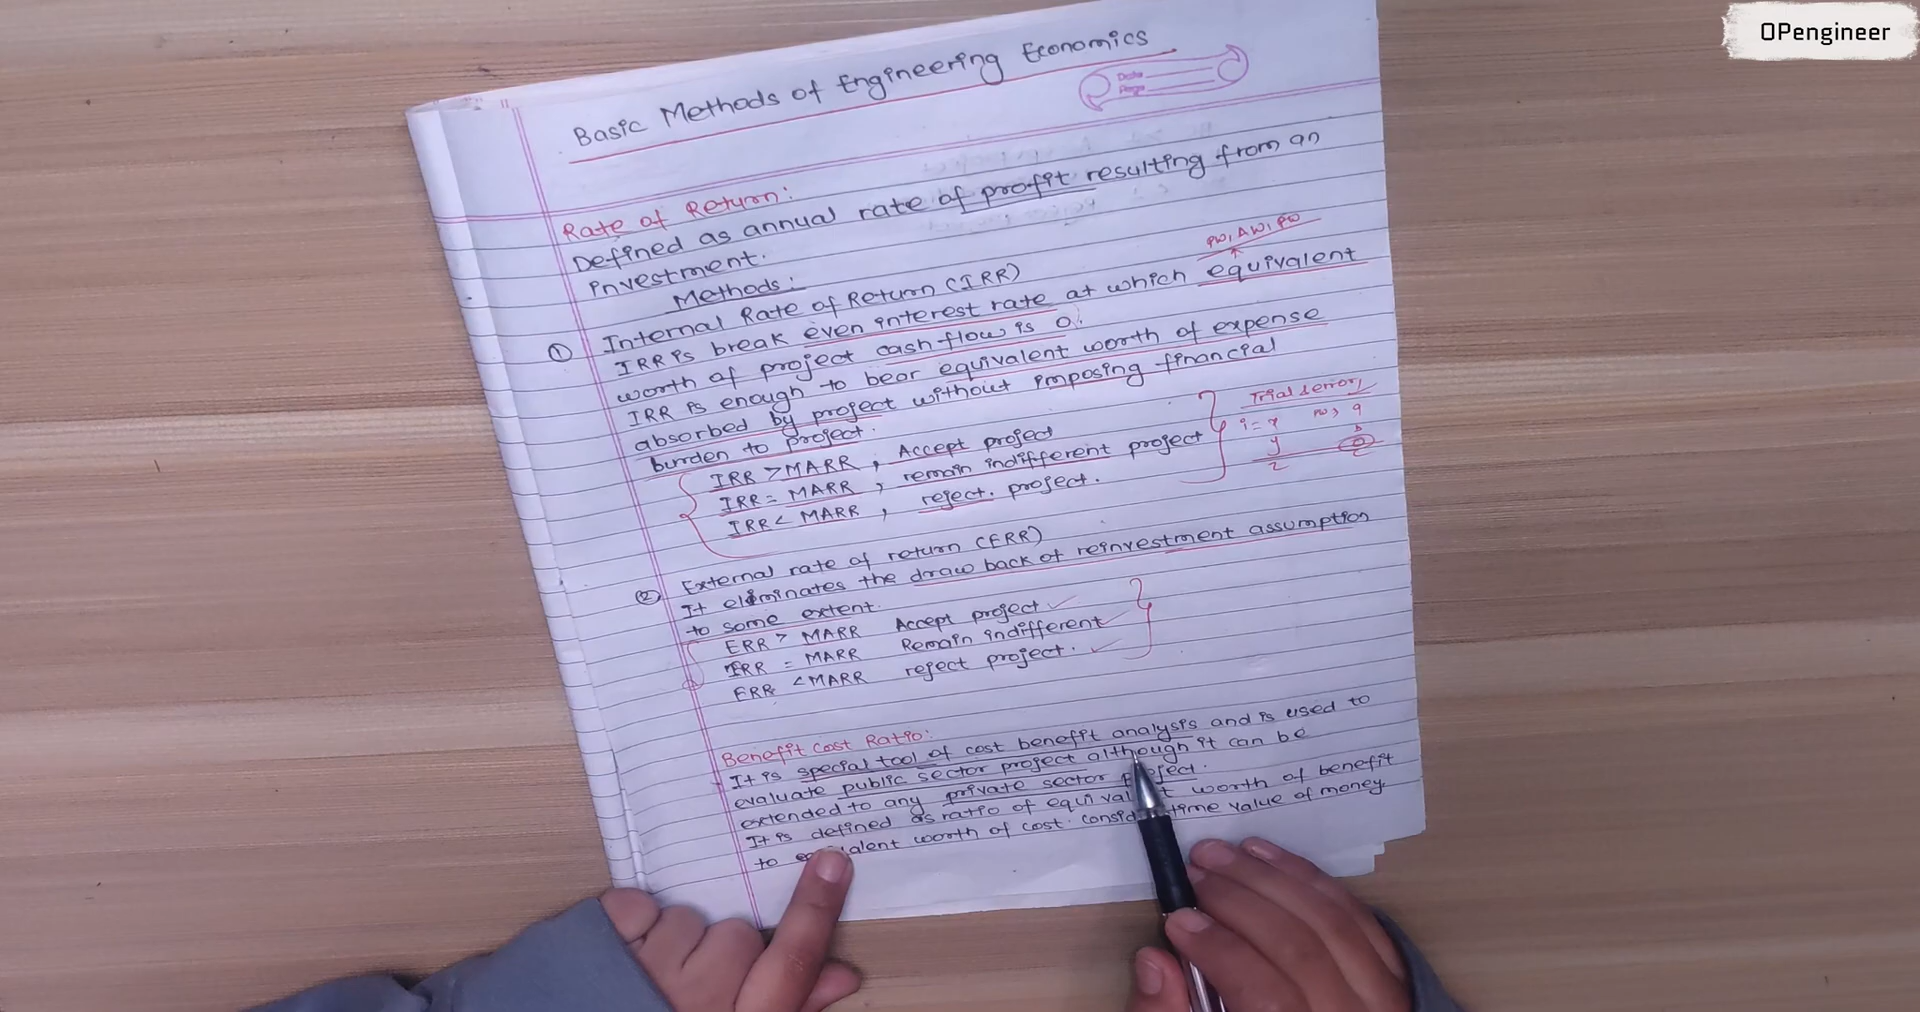 OPengineer
Basic Methods of Engineering Economics
Date
Page
Rate of Return:
Defined as annual rate of profit resulting from an
investment.
Methods:
① Internal Rate of Return (IRR)
PW, AW, FW
IRR is break even interest rate at which equivalent
worth of project cash flow is 0.
IRR is enough to bear equivalent worth of expense
absorbed by project without imposing financial
burden to project.
IRR > MARR, Accept project
IRR = MARR, remain indifferent project
IRR < MARR, reject project.
Trial & error
i = x
y
z
② External rate of return (ERR)
It eliminates the draw back of reinvestment assumption
to some extent.
ERR > MARR Accept project
ERR = MARR Remain indifferent
ERR < MARR reject project.
Benefit Cost Ratio:
It is special tool of cost benefit analysis and is used to
evaluate public sector project although it can be
extended to any private sector project.
It is defined as ratio of worth of benefit
to worth of cost. time value of money.